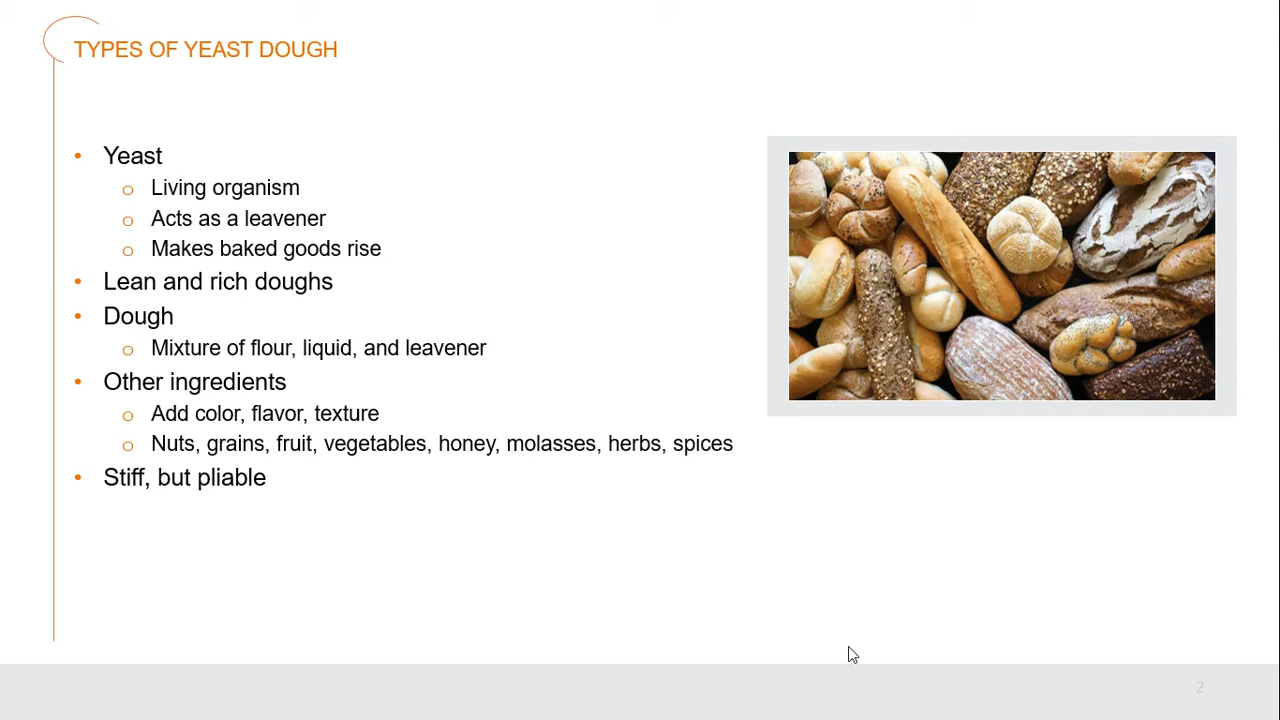 TYPES OF YEAST DOUGH
• Yeast
o Living organism
o Acts as a leavener
o Makes baked goods rise
• Lean and rich doughs
• Dough
o Mixture of flour, liquid, and leavener
• Other ingredients
o Add color, flavor, texture
o Nuts, grains, fruit, vegetables, honey, molasses, herbs, spices
• Stiff, but pliable
2